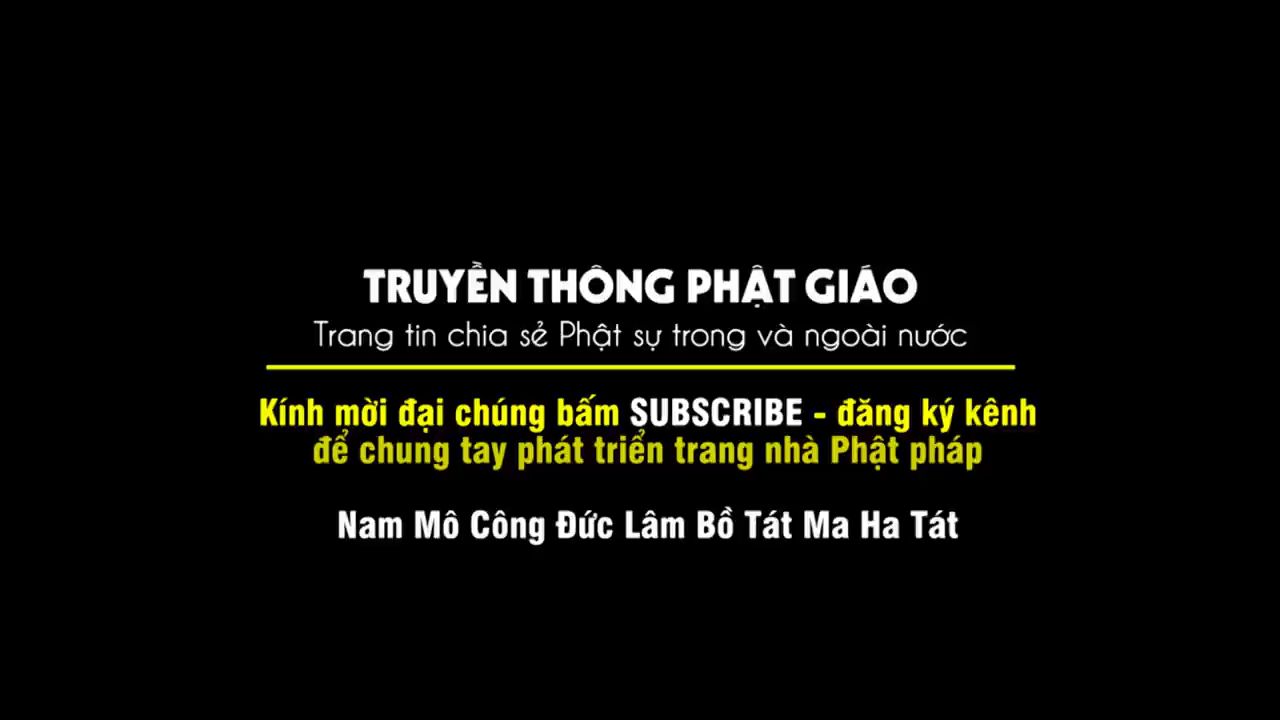 TRUYỀN THÔNG PHẬT GIÁO
Trang tin chia sẻ Phật sự trong và ngoài nước
Kính mời đại chúng bấm SUBSCRIBE - đăng ký kênh
để chung tay phát triển trang nhà Phật pháp
Nam Mô Công Đức Lâm Bồ Tát Ma Ha Tát